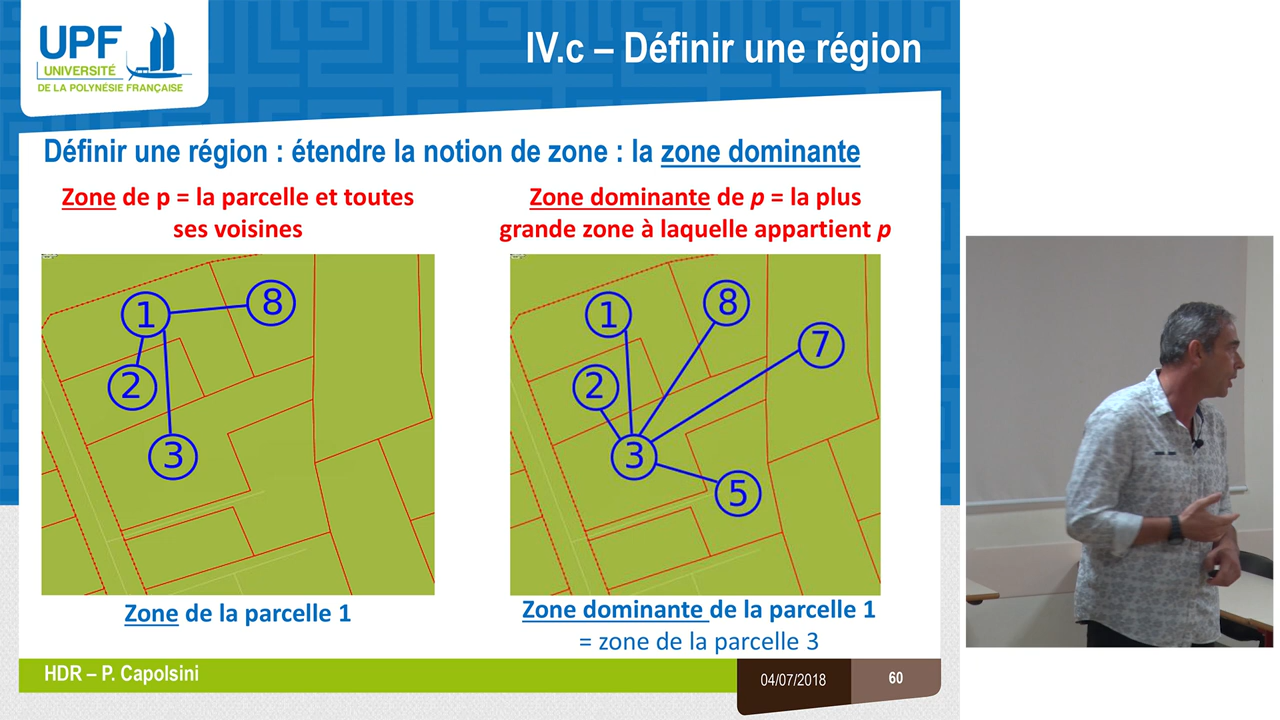 UPF
UNIVERSITÉ
DE LA POLYNÉSIE FRANÇAISE
IV.c – Définir une région
Définir une région : étendre la notion de zone : la zone dominante
Zone de p = la parcelle et toutes
ses voisines
Zone dominante de p = la plus
grande zone à laquelle appartient p
1
8
2
3
1
8
7
2
3
5
Zone de la parcelle 1
Zone dominante de la parcelle 1
= zone de la parcelle 3
HDR – P. Capolsini
04/07/2018
60